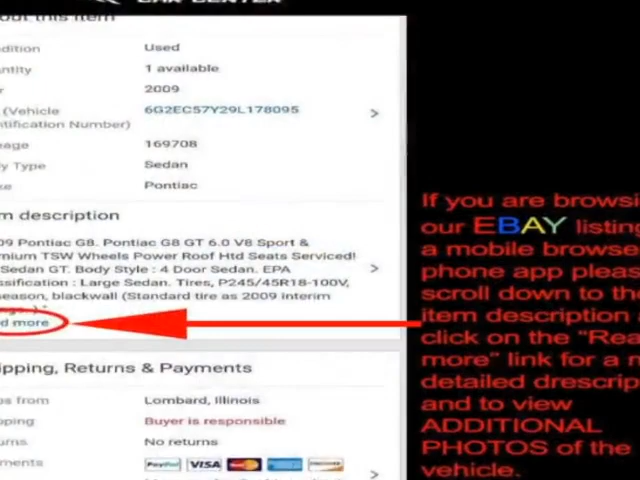 CAR CENTER
out this item
dition Used
ntity 1 available
r 2009
(Vehicle 6G2EC57Y29L178095
ntification Number)
eage 169708
y Type Sedan
ke Pontiac
m description
09 Pontiac G8. Pontiac G8 GT 6.0 V8 Sport &
mium TSW Wheels Power Roof Htd Seats Serviced!
Sedan GT. Body Style : 4 Door Sedan. EPA
ssification : Large Sedan. Tires, P245/45R18-100V,
season, blackwall (Standard tire as 2009 interim
d more
ipping, Returns & Payments
s from Lombard, Illinois
ping Buyer is responsible
urns No returns
ments PayPal VISA
If you are browsi
our EBAY listing
a mobile browse
phone app pleas
scroll down to the
item description a
click on the "Rea
more" link for a m
detailed drescrip
and to view
ADDITIONAL
PHOTOS of the
vehicle.